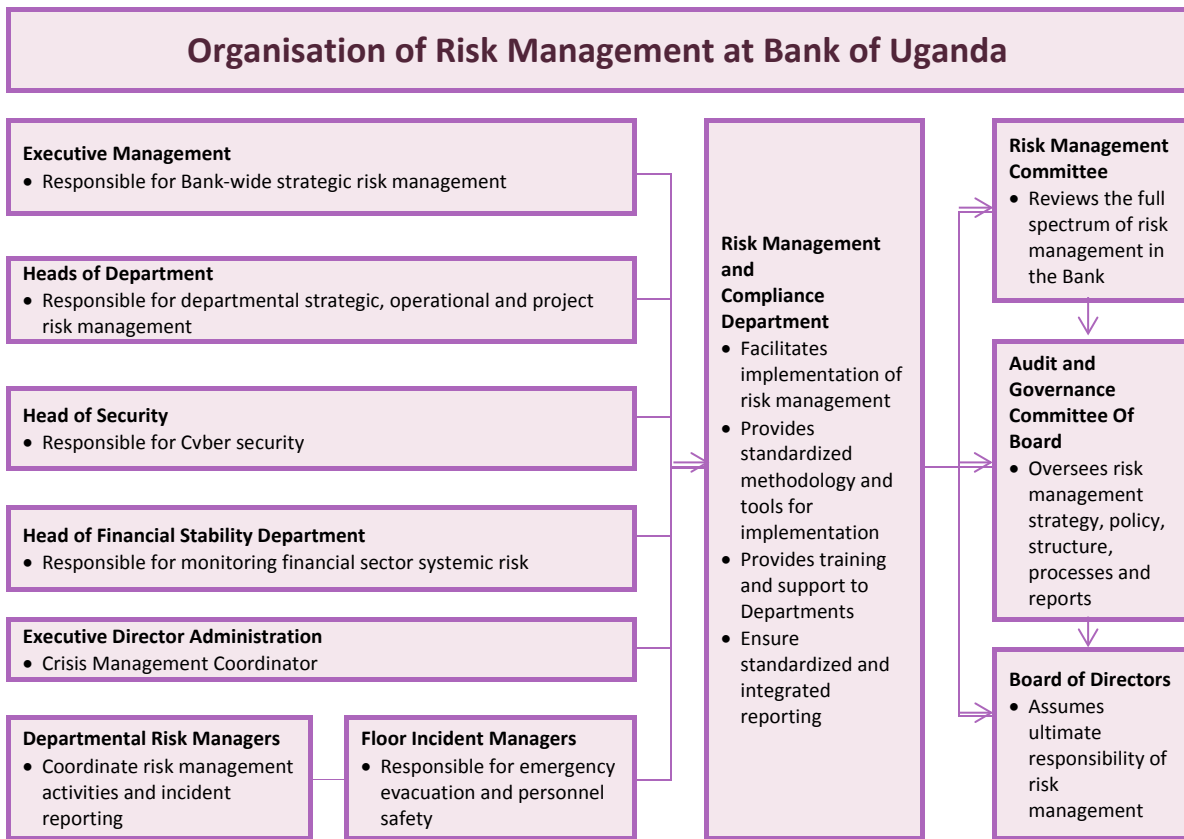 Organisation of Risk Management at Bank of Uganda
Executive Management
• Responsible for Bank-wide strategic risk management
Heads of Department
• Responsible for departmental strategic, operational and project
risk management
Head of Security
• Responsible for Cvber security
Head of Financial Stability Department
• Responsible for monitoring financial sector systemic risk
Executive Director Administration
• Crisis Management Coordinator
Departmental Risk Managers
• Coordinate risk management
activities and incident
reporting
Floor Incident Managers
• Responsible for emergency
evacuation and personnel
safety
Risk Management
and
Compliance
Department
• Facilitates
implementation of
risk management
• Provides
standardized
methodology and
tools for
implementation
• Provides training
and support to
Departments
• Ensure
standardized and
integrated
reporting
Risk Management
Committee
• Reviews the full
spectrum of risk
management in
the Bank
Audit and
Governance
Committee Of
Board
• Oversees risk
management
strategy, policy,
structure,
processes and
reports
Board of Directors
• Assumes
ultimate
responsibility of
risk
management